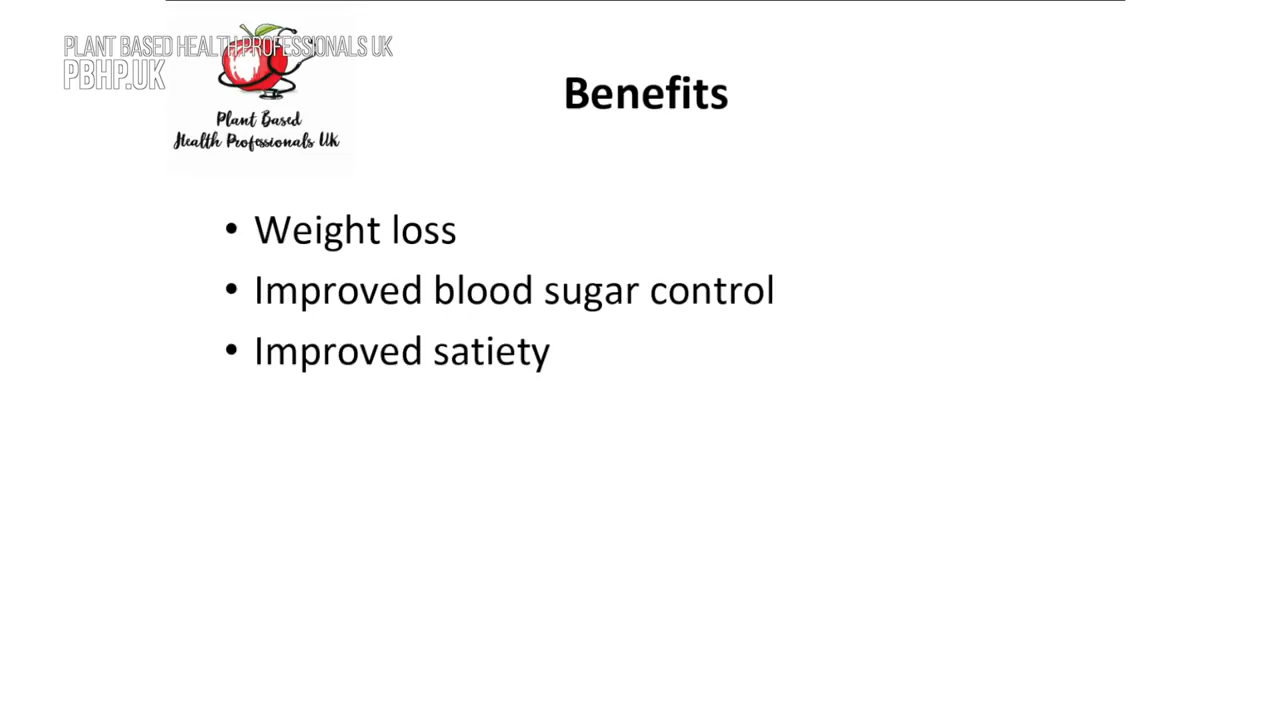 PLANT BASED HEALTH PROFESSIONALS UK
PBHP.UK
Plant Based
Health Professionals UK
Benefits
• Weight loss
• Improved blood sugar control
• Improved satiety